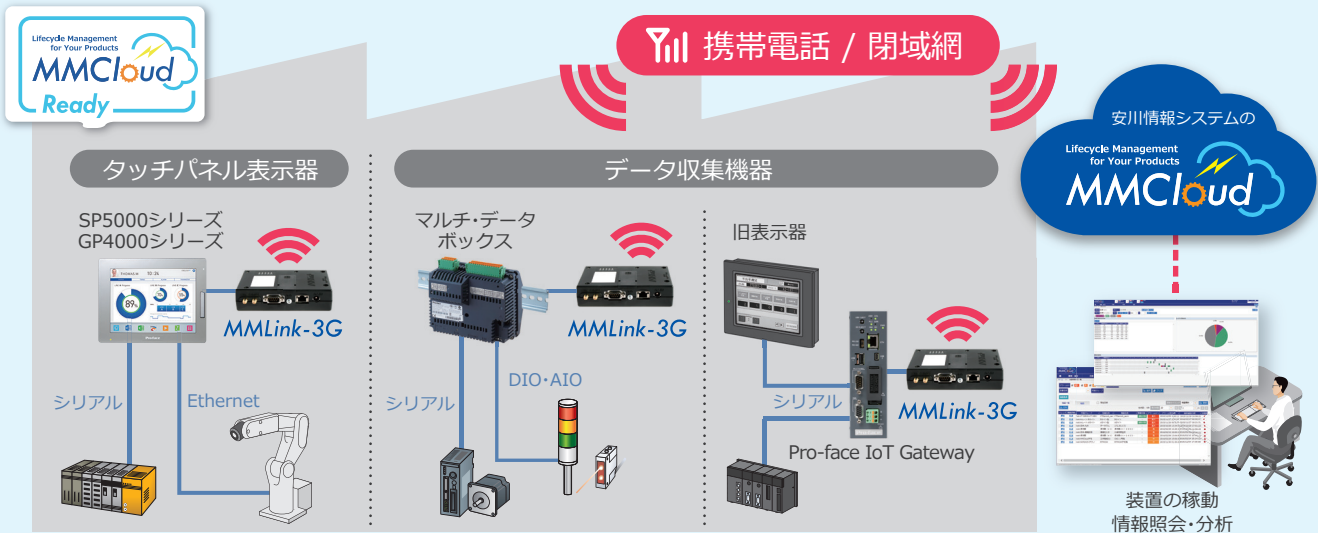 Lifecycle Management
for Your Products
MMCloud
Ready
携帯電話 / 閉域網
安川情報システムの
Lifecycle Management
for Your Products
MMCloud
タッチパネル表示器
データ収集機器
SP5000シリーズ
GP4000シリーズ
MMLink-3G
シリアル
Ethernet
マルチ・データ
ボックス
MMLink-3G
シリアル
DIO・AIO
旧表示器
シリアル
MMLink-3G
Pro-face IoT Gateway
装置の稼動
情報照会・分析